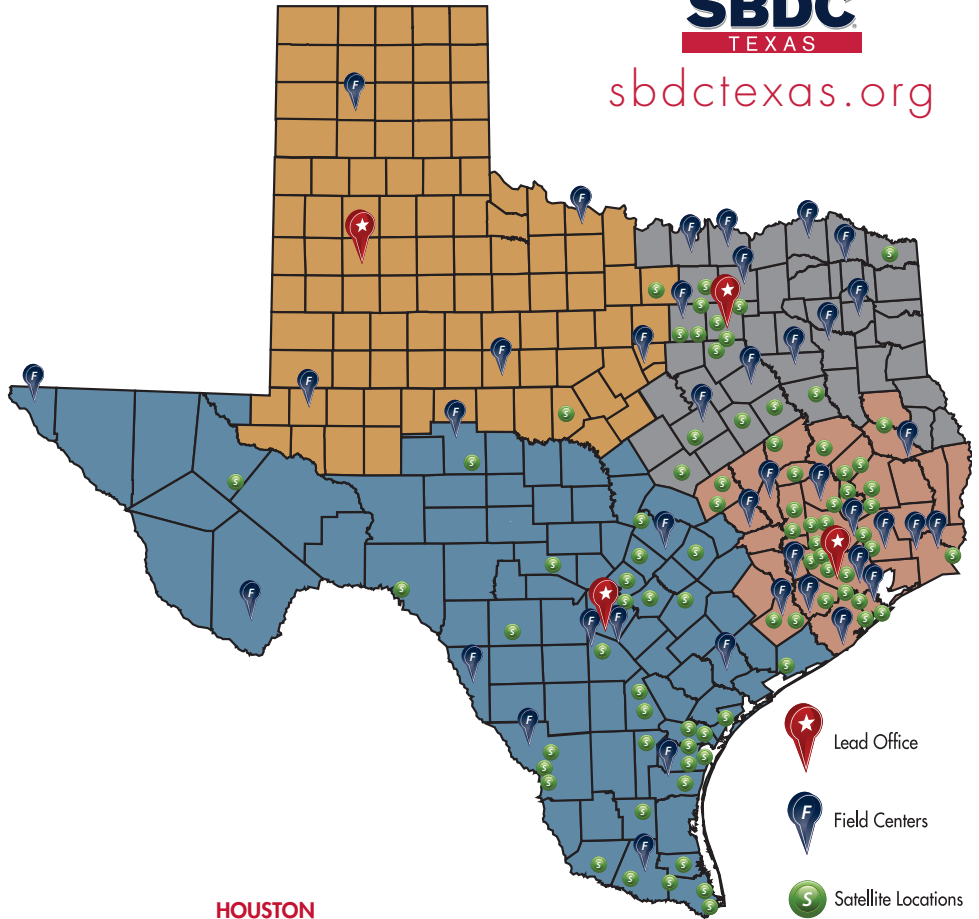 SBDC
TEXAS
sbdctexas.org
Lead Office
F Field Centers
S Satellite Locations
HOUSTON